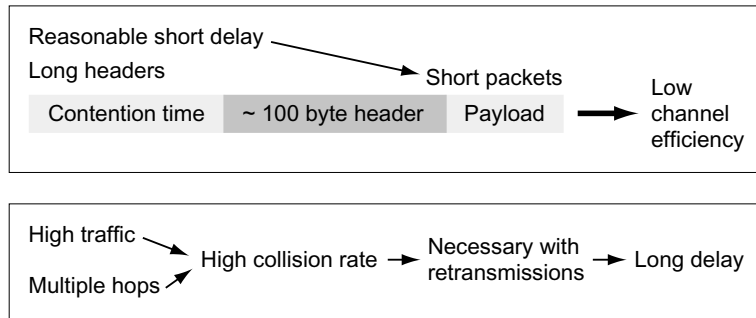 Reasonable short delay
Long headers
Short packets
Contention time
~ 100 byte header
Payload
Low
channel
efficiency
High traffic
Multiple hops
High collision rate
Necessary with
retransmissions
Long delay